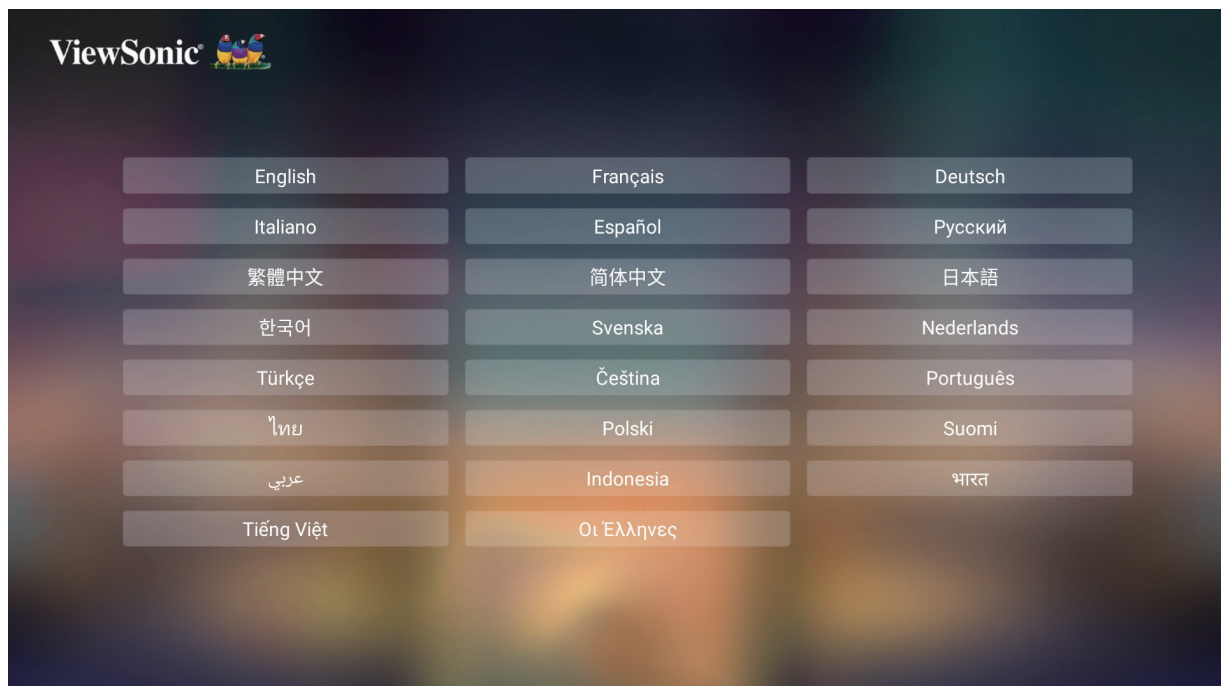 ViewSonic®
English Français Deutsch
Italiano Español Русский
繁體中文 简体中文 日本語
한국어 Svenska Nederlands
Türkçe Čeština Português
ไทย Polski Suomi
عربي Indonesia भारत
Tiếng Việt Οι Έλληνες